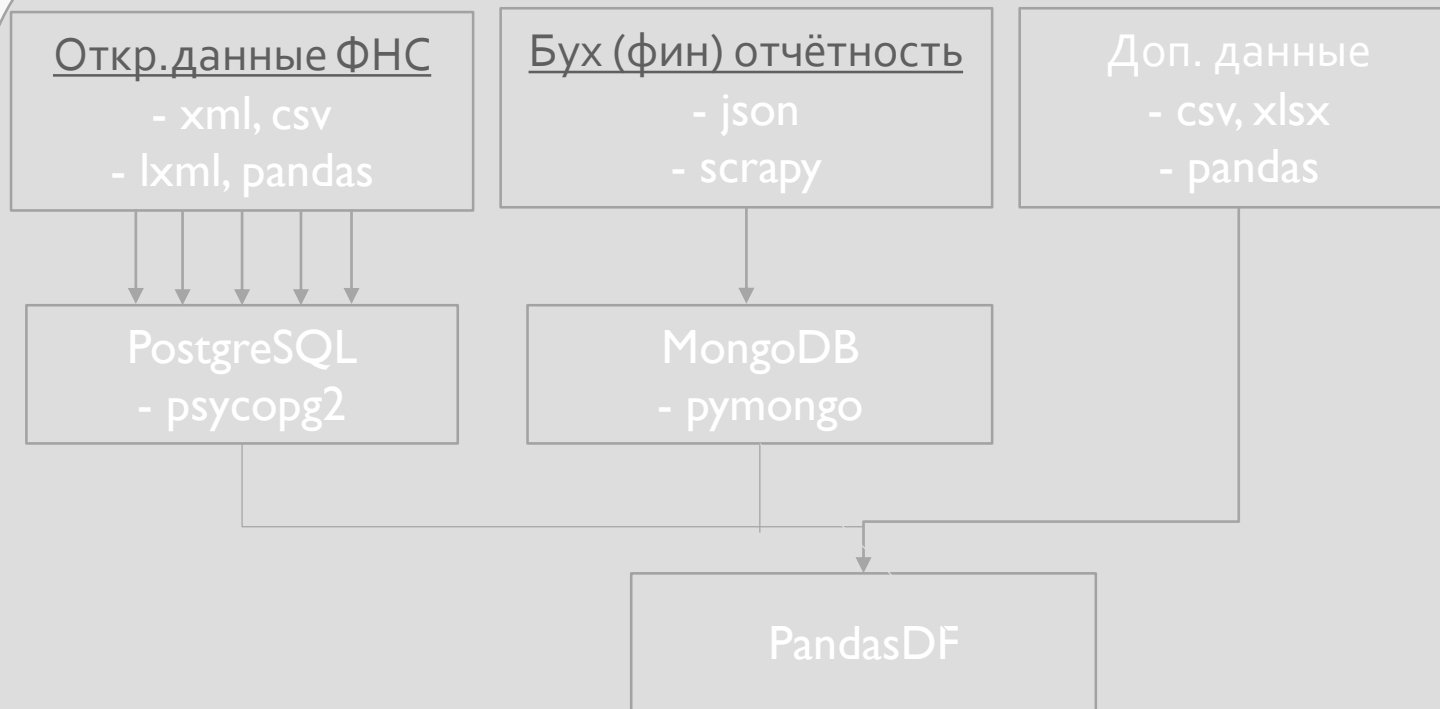 Откр.данные ФНС
- xml, csv
- lxml, pandas
Бух (фин) отчётность
- json
- scrapy
Доп. данные
- csv, xlsx
- pandas
PostgreSQL
- psycopg2
MongoDB
- pymongo
PandasDF